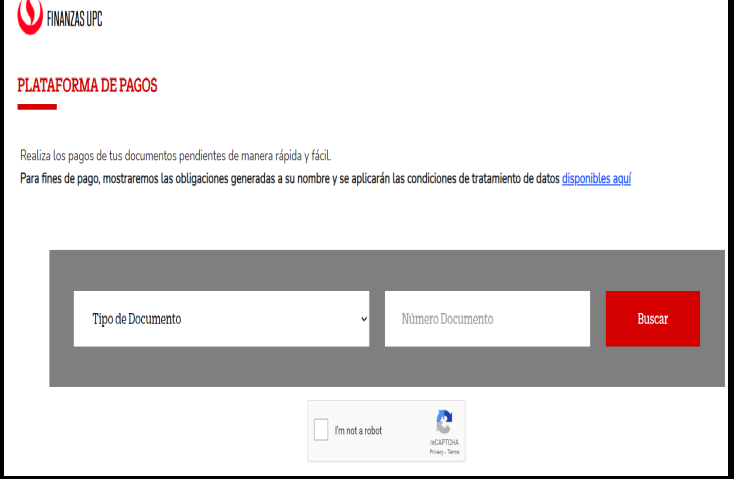 FINANZAS UPC
PLATAFORMA DE PAGOS
Realiza los pagos de tus documentos pendientes de manera rápida y fácil.
Para fines de pago, mostraremos las obligaciones generadas a su nombre y se aplicarán las condiciones de tratamiento de datos disponibles aquí
Tipo de Documento
Número Documento
Buscar
I'm not a robot
reCAPTCHA
Privacy - Terms